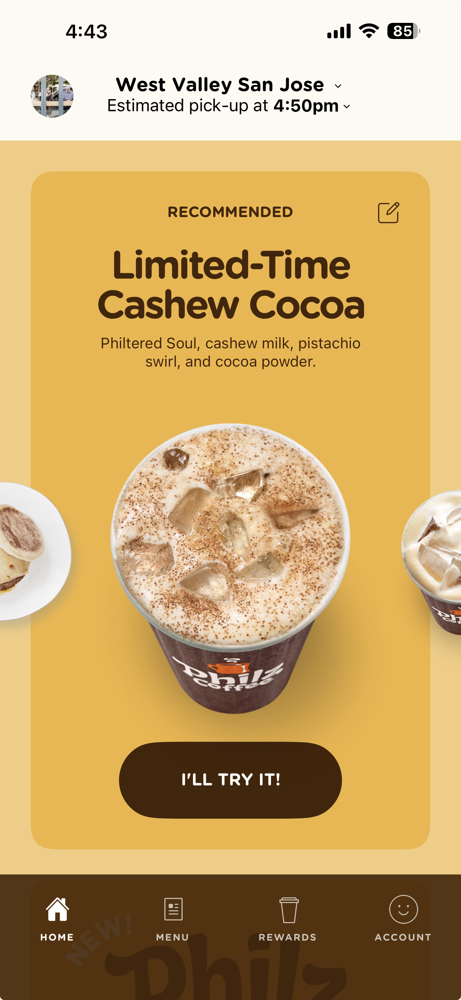 4:43
85
West Valley San Jose
Estimated pick-up at 4:50pm
RECOMMENDED
Limited-Time
Cashew Cocoa
Philtered Soul, cashew milk, pistachio
swirl, and cocoa powder.
Philz
Coffee
I'LL TRY IT!
NEW!
Philz
HOME
MENU
REWARDS
ACCOUNT